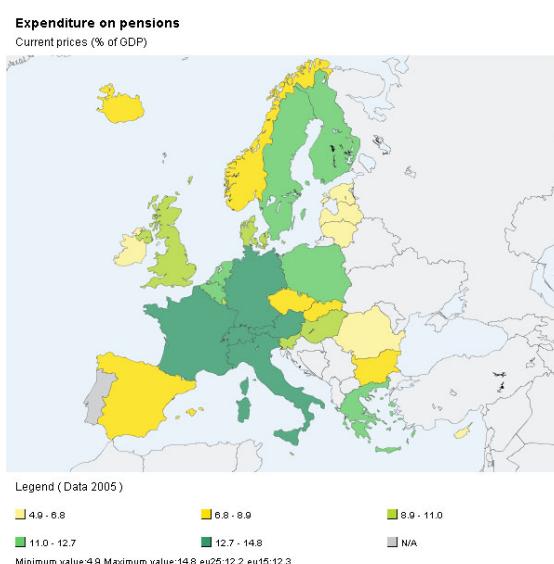 Expenditure on pensions
Current prices (% of GDP)
Legend ( Data 2005 )
4.9 - 6.8
6.8 - 8.9
8.9 - 11.0
11.0 - 12.7
12.7 - 14.8
N/A
Minimum value:4.9 Maximum value:14.8 eu25:12.2 eu15:12.3